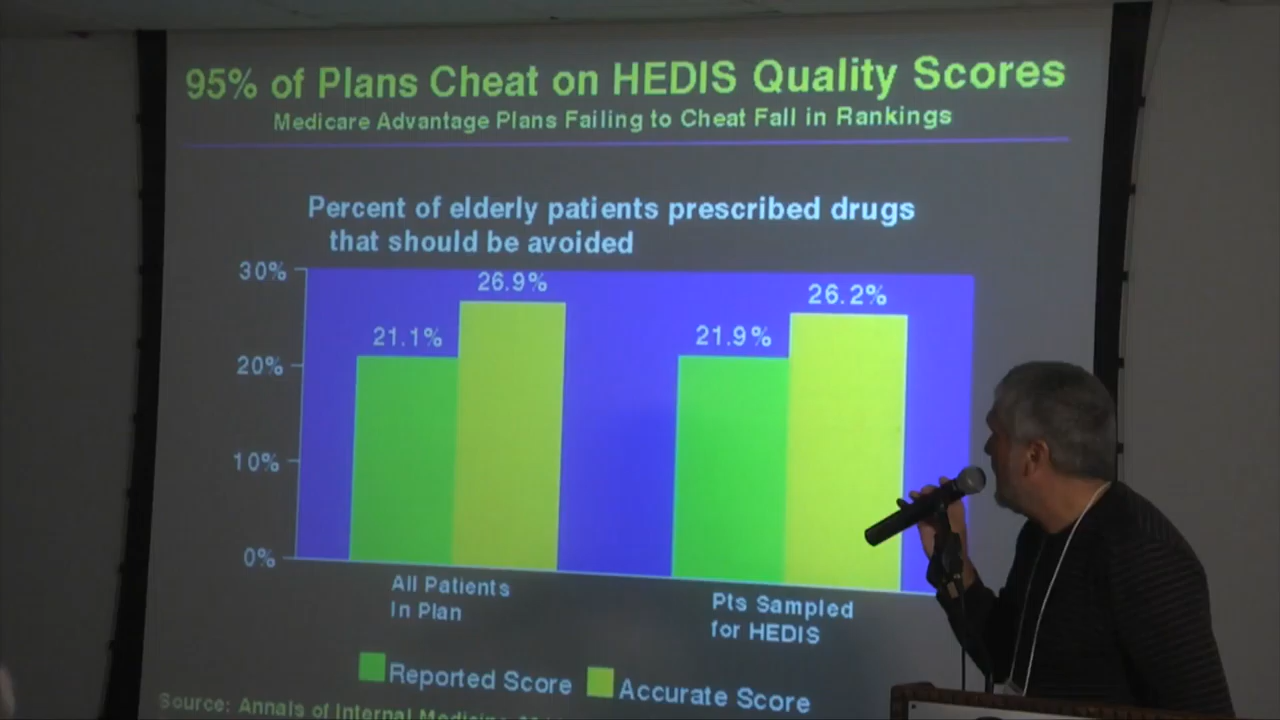 95% of Plans Cheat on HEDIS Quality Scores
Medicare Advantage Plans Failing to Cheat Fall in Rankings
Percent of elderly patients prescribed drugs
that should be avoided
30%
26.9%
26.2%
21.1%
21.9%
20%
10%
0%
All Patients
In Plan
Pts Sampled
for HEDIS
Reported Score
Accurate Score
Source: Annals of Internal Medicine